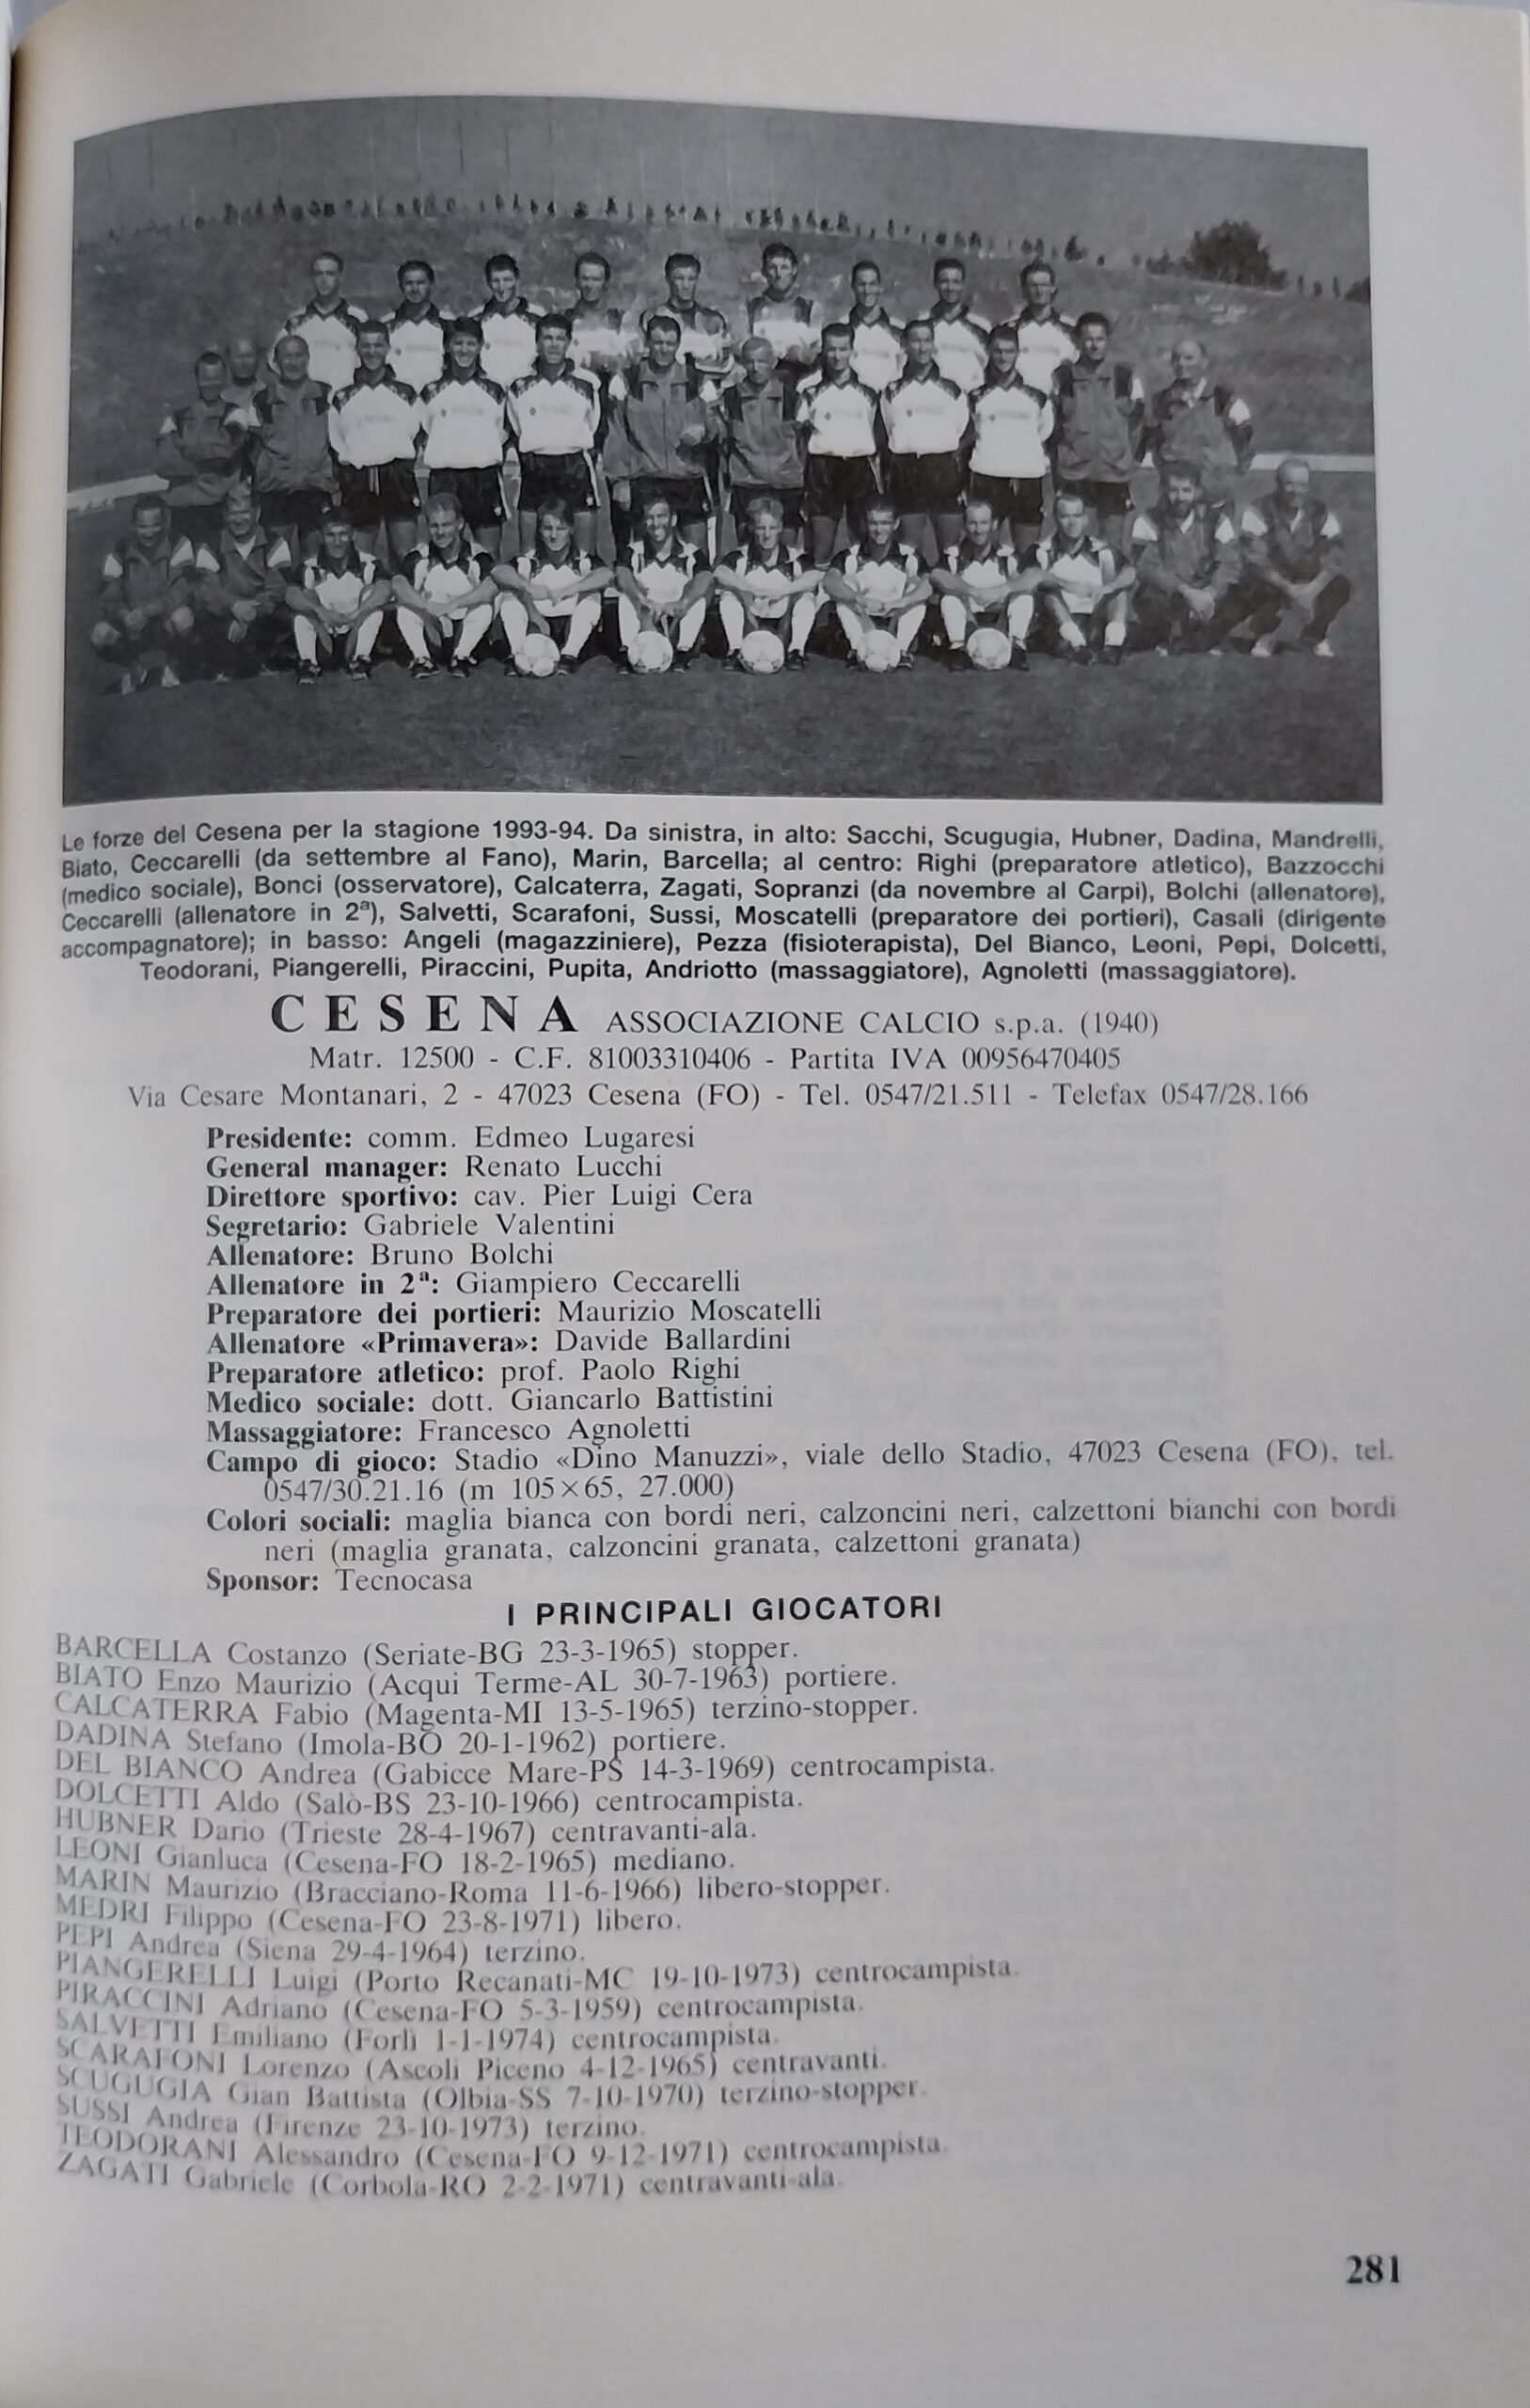 Le forze del Cesena per la stagione 1993-94. Da sinistra, in alto: Sacchi, Scugugia, Hubner, Dadina, Mandrelli,
Biato, Ceccarelli (da settembre al Fano), Marin, Barcella; al centro: Righi (preparatore atletico), Bazzocchi
(medico sociale), Bonci (osservatore), Calcaterra, Zagati, Sopranzi (da novembre al Carpi), Bolchi (allenatore),
Ceccarelli (allenatore in 2ª), Salvetti, Scarafoni, Sussi, Moscatelli (preparatore dei portieri), Casali (dirigente
accompagnatore); in basso: Angeli (magazziniere), Pezza (fisioterapista), Del Bianco, Leoni, Pepi, Dolcetti,
Teodorani, Piangerelli, Piraccini, Pupita, Andriotto (massaggiatore), Agnoletti (massaggiatore).
CESENA ASSOCIAZIONE CALCIO s.p.a. (1940)
Matr. 12500 - C.F. 81003310406 - Partita IVA 00956470405
Via Cesare Montanari, 2 - 47023 Cesena (FO) - Tel. 0547/21.511 - Telefax 0547/28.166
Presidente: comm. Edmeo Lugaresi
General manager: Renato Lucchi
Direttore sportivo: cav. Pier Luigi Cera
Segretario: Gabriele Valentini
Allenatore: Bruno Bolchi
Allenatore in 2ª: Giampiero Ceccarelli
Preparatore dei portieri: Maurizio Moscatelli
Allenatore «Primavera»: Davide Ballardini
Preparatore atletico: prof. Paolo Righi
Medico sociale: dott. Giancarlo Battistini
Massaggiatore: Francesco Agnoletti
Campo di gioco: Stadio «Dino Manuzzi», viale dello Stadio, 47023 Cesena (FO), tel.
0547/30.21.16 (m 105×65, 27.000)
Colori sociali: maglia bianca con bordi neri, calzoncini neri, calzettoni bianchi con bordi
neri (maglia granata, calzoncini granata, calzettoni granata)
Sponsor: Tecnocasa
I PRINCIPALI GIOCATORI
BARCELLA Costanzo (Seriate-BG 23-3-1965) stopper.
BIATO Enzo Maurizio (Acqui Terme-AL 30-7-1963) portiere.
CALCATERRA Fabio (Magenta-MI 13-5-1965) terzino-stopper.
DADINA Stefano (Imola-BO 20-1-1962) portiere.
DEL BIANCO Andrea (Gabicce Mare-PS 14-3-1969) centrocampista.
DOLCETTI Aldo (Salò-BS 23-10-1966) centrocampista.
HUBNER Dario (Trieste 28-4-1967) centravanti-ala.
LEONI Gianluca (Cesena-FO 18-2-1965) mediano.
MARIN Maurizio (Bracciano-Roma 11-6-1966) libero-stopper.
MEDRI Filippo (Cesena-FO 23-8-1971) libero.
PEPI Andrea (Siena 29-4-1964) terzino.
PIANGERELLI Luigi (Porto Recanati-MC 19-10-1973) centrocampista.
PIRACCINI Adriano (Cesena-FO 5-3-1959) centrocampista.
SALVETTI Emiliano (Forlì 1-1-1974) centrocampista.
SCARAFONI Lorenzo (Ascoli Piceno 4-12-1965) centravanti.
SCUGUGIA Gian Battista (Olbia-SS 7-10-1970) terzino-stopper.
SUSSI Andrea (Firenze 23-10-1973) terzino.
TEODORANI Alessandro (Cesena-FO 9-12-1971) centrocampista.
ZAGATI Gabriele (Corbola-RO 2-2-1971) centravanti-ala.
281